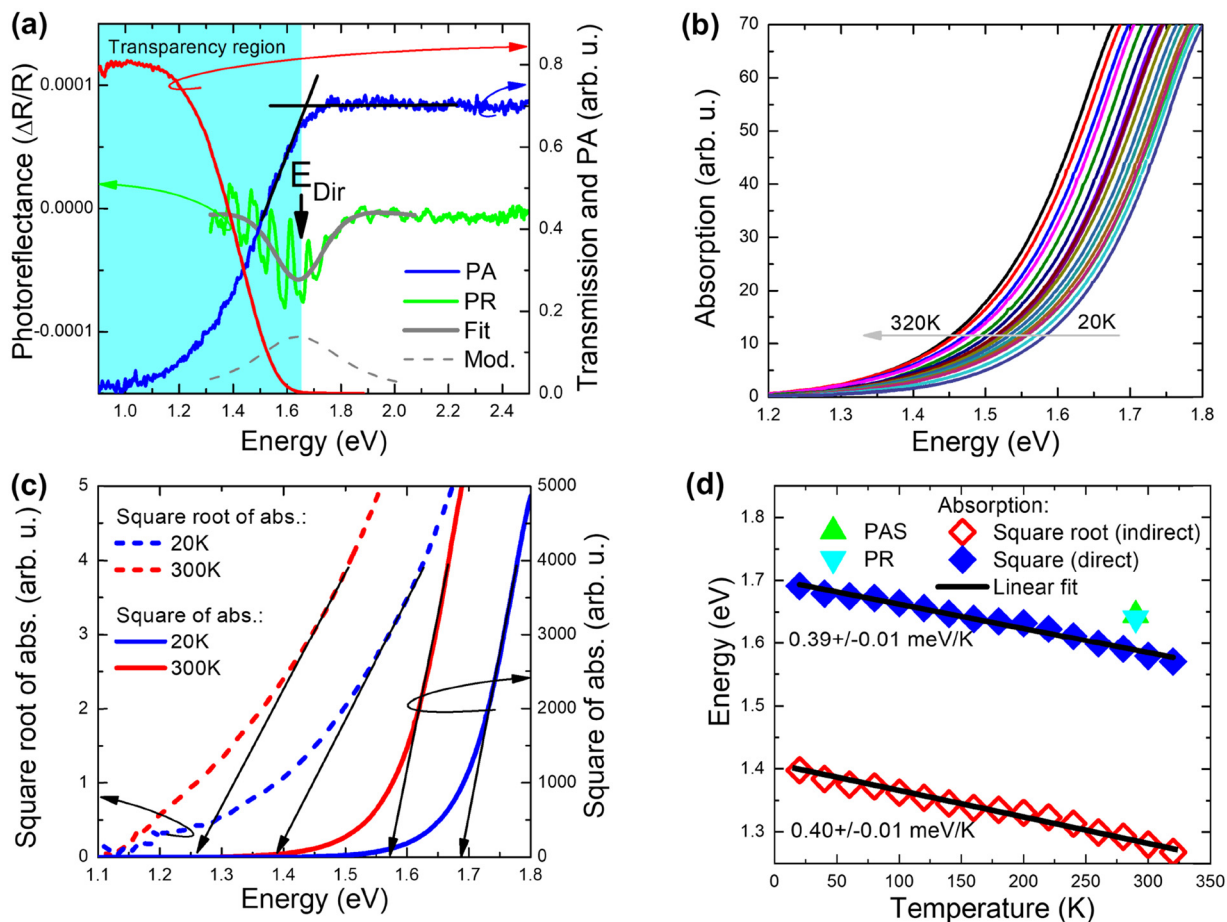 (a)
Transparency region
0.0001
0.0000
-0.0001
Photoreflectance (ΔR/R)
E
Dir
PA
PR
Fit
Mod.
0.8
0.6
0.4
0.2
0.0
Transmission and PA (arb. u.)
1.0 1.2 1.4 1.6 1.8 2.0 2.2 2.4
Energy (eV)
(b)
70
60
50
40
30
20
10
0
Absorption (arb. u.)
320K
20K
1.2 1.3 1.4 1.5 1.6 1.7 1.8
Energy (eV)
(c)
5
4
3
2
1
0
Square root of abs. (arb. u.)
Square root of abs.:
20K
300K
Square of abs.:
20K
300K
5000
4000
3000
2000
1000
0
Square of abs. (arb. u.)
1.1 1.2 1.3 1.4 1.5 1.6 1.7 1.8
Energy (eV)
(d)
1.8
1.7
1.6
1.5
1.4
1.3
Energy (eV)
PAS
PR
Absorption:
Square root (indirect)
Square (direct)
Linear fit
0.39+/-0.01 meV/K
0.40+/-0.01 meV/K
0 50 100 150 200 250 300 350
Temperature (K)